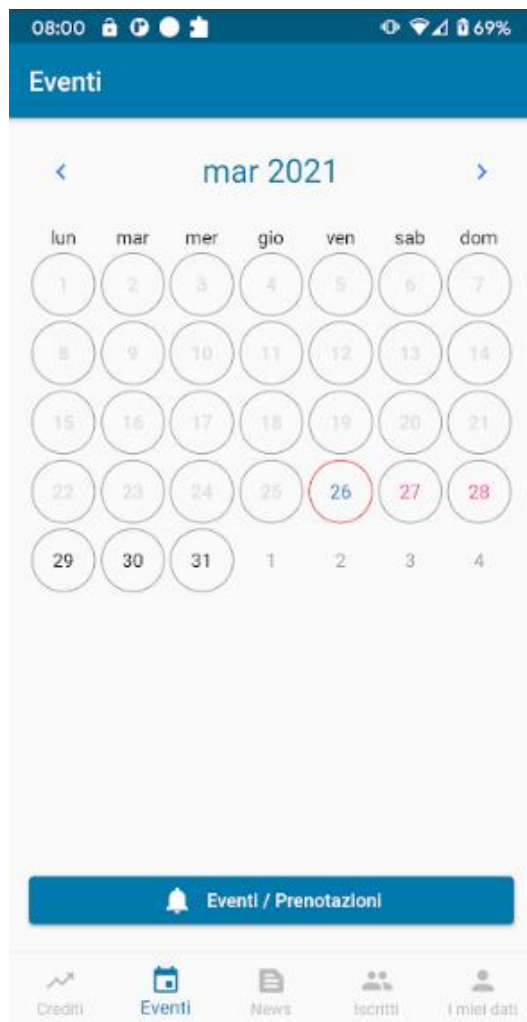 08:00 69%
Eventi
mar 2021
lun mar mer gio ven sab dom
1 2 3 4 5 6 7
8 9 10 11 12 13 14
15 16 17 18 19 20 21
22 23 24 25 26 27 28
29 30 31 1 2 3 4
Eventi / Prenotazioni
Crediti Eventi News Iscritti I miei dati